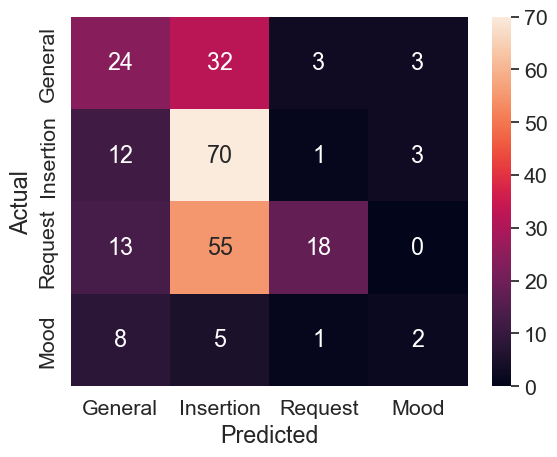 Actual
General
Insertion
Request
Mood
24 32 3 3
12 70 1 3
13 55 18 0
8 5 1 2
General Insertion Request Mood
Predicted
70
60
50
40
30
20
10
0